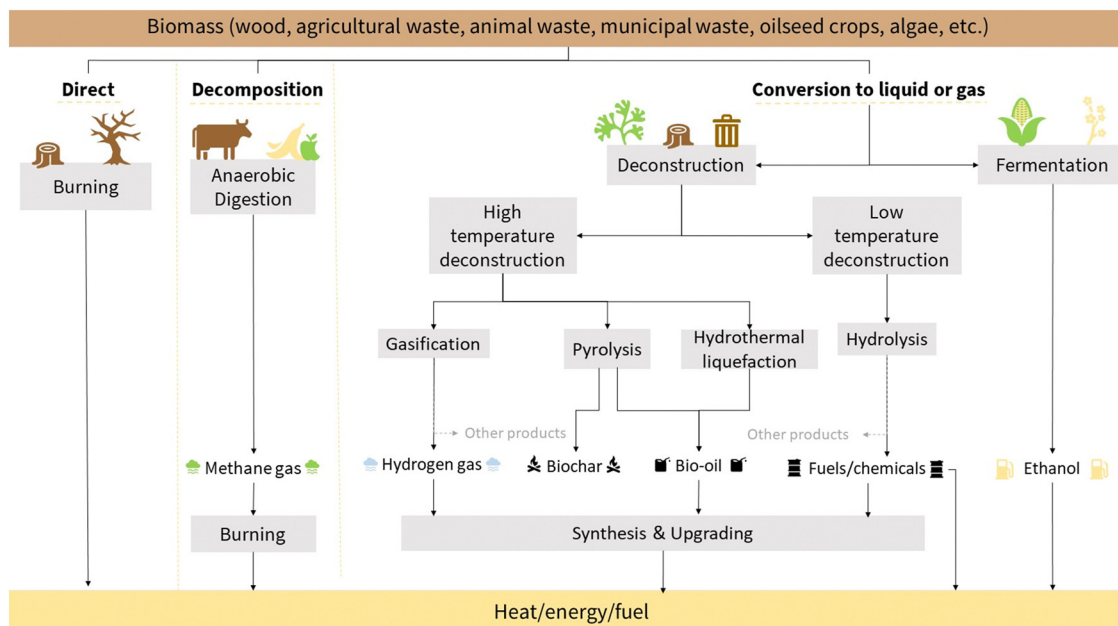 Biomass (wood, agricultural waste, animal waste, municipal waste, oilseed crops, algae, etc.)
Direct
Decomposition
Conversion to liquid or gas
Burning
Anaerobic
Digestion
Deconstruction
Fermentation
High
temperature
deconstruction
Low
temperature
deconstruction
Gasification
Pyrolysis
Hydrothermal
liquefaction
Hydrolysis
Other products
Other products
Methane gas
Hydrogen gas
Biochar
Bio-oil
Fuels/chemicals
Ethanol
Burning
Synthesis & Upgrading
Heat/energy/fuel